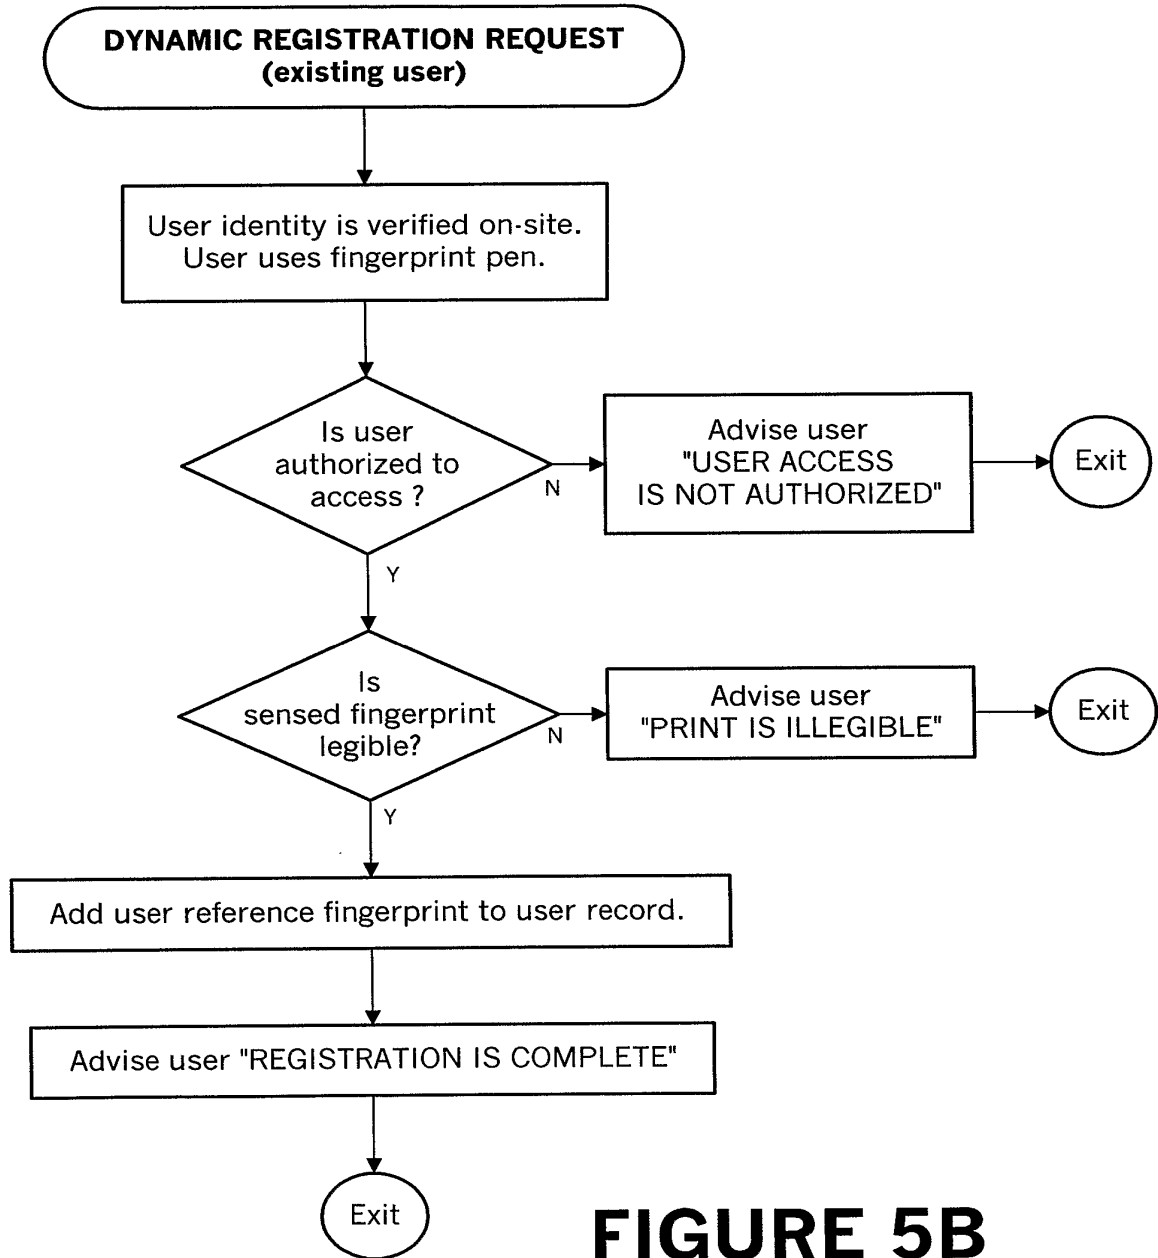 DYNAMIC REGISTRATION REQUEST
(existing user)
User identity is verified on-site.
User uses fingerprint pen.
Is user
authorized to
access ?
N
Advise user
"USER ACCESS
IS NOT AUTHORIZED"
Exit
Y
Is
sensed fingerprint
legible?
N
Advise user
"PRINT IS ILLEGIBLE"
Exit
Y
Add user reference fingerprint to user record.
Advise user "REGISTRATION IS COMPLETE"
Exit
FIGURE 5B